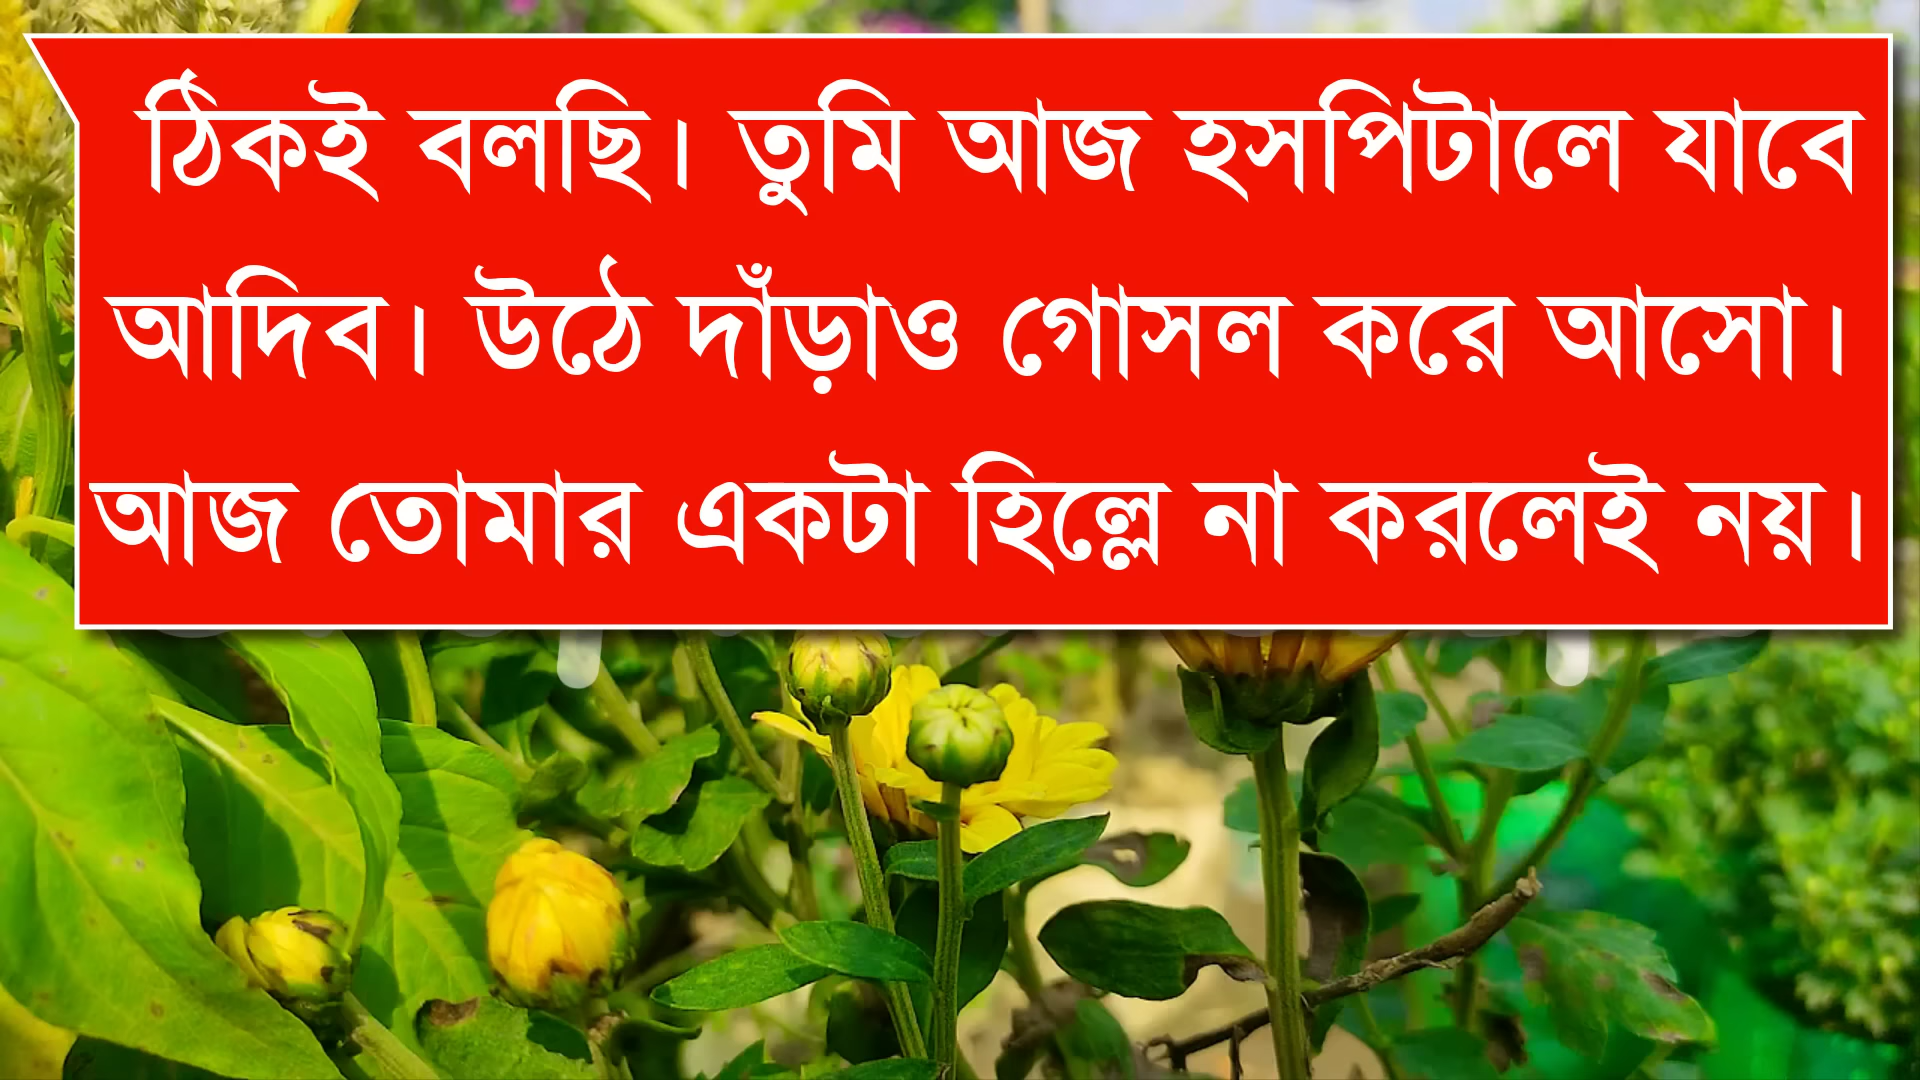 ঠিকই বলছি। তুমি আজ হসপিটালে যাবে
আদিব। উঠে দাঁড়াও গোসল করে আসো।
আজ তোমার একটা হিল্লে না করলেই নয়।